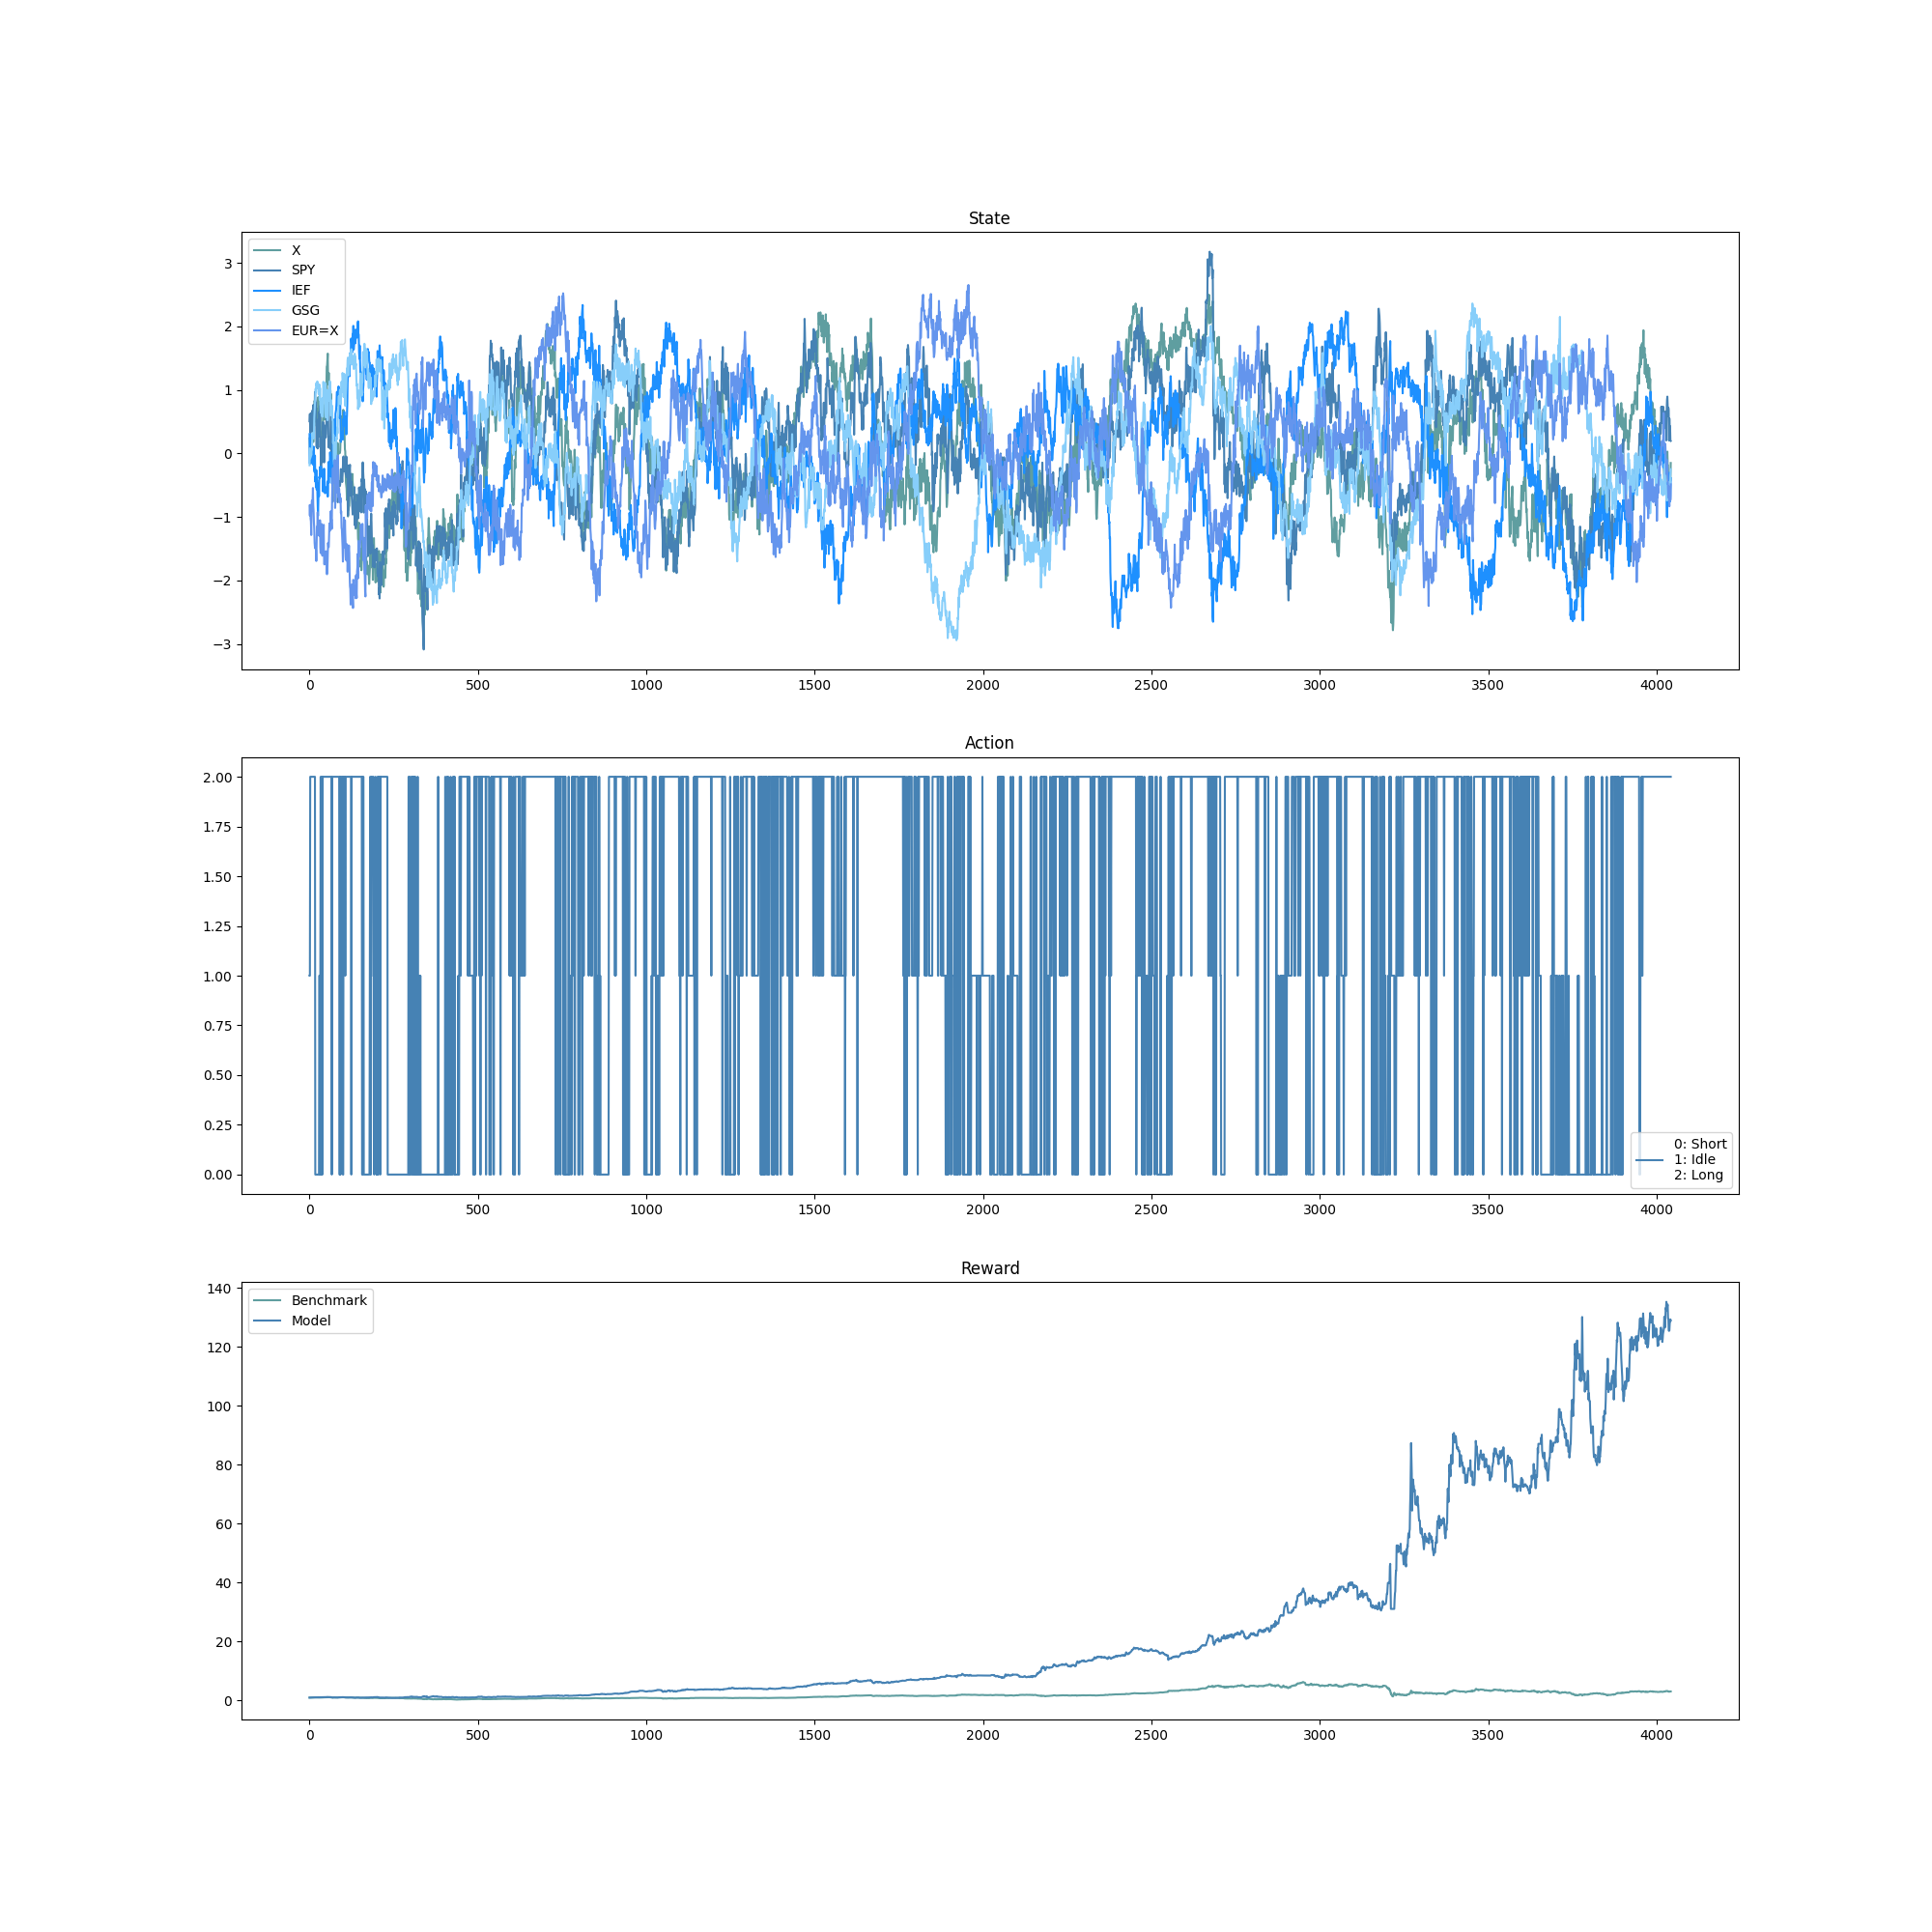 State
X
SPY
IEF
GSG
EUR=X
3
2
1
0
−1
−2
−3
0 500 1000 1500 2000 2500 3000 3500 4000
Action
2.00
1.75
1.50
1.25
1.00
0.75
0.50
0.25
0.00
0: Short
1: Idle
2: Long
0 500 1000 1500 2000 2500 3000 3500 4000
Reward
Benchmark
Model
140
120
100
80
60
40
20
0
0 500 1000 1500 2000 2500 3000 3500 4000